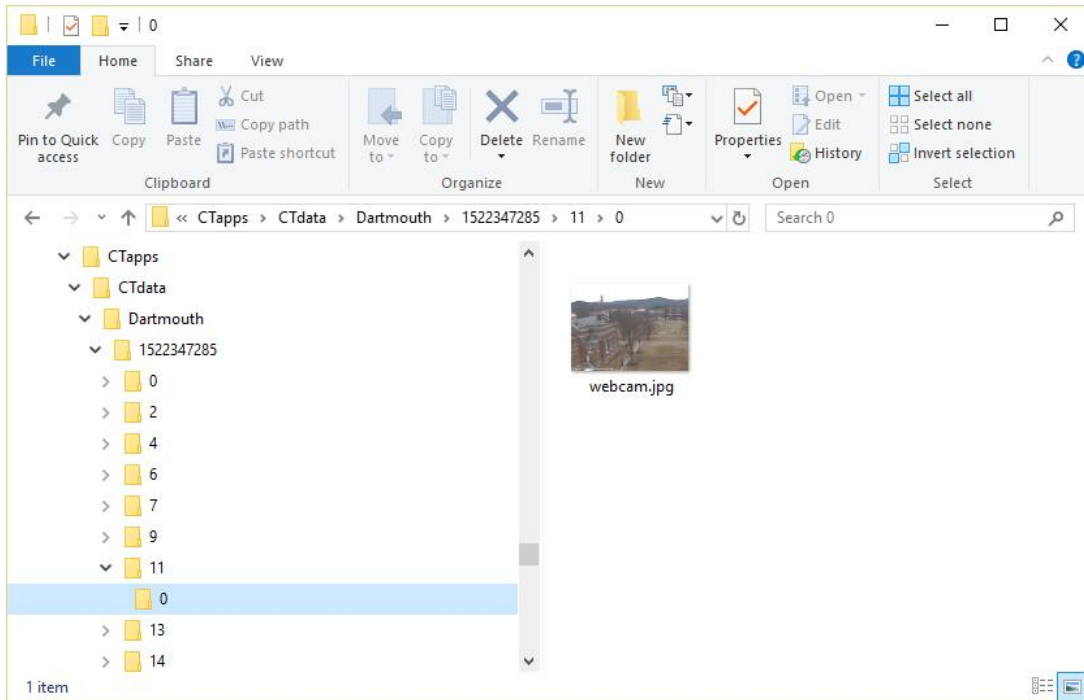 0
File Home Share View
Pin to Quick access
Copy
Paste
Cut
Copy path
Paste shortcut
Clipboard
Move to
Copy to
Delete
Rename
Organize
New folder
New
Properties
Open
Edit
History
Open
Select all
Select none
Invert selection
Select
« CTapps > CTdata > Dartmouth > 1522347285 > 11 > 0
Search 0
CTapps
CTdata
Dartmouth
1522347285
0
2
4
6
7
9
11
0
13
14
webcam.jpg
1 item